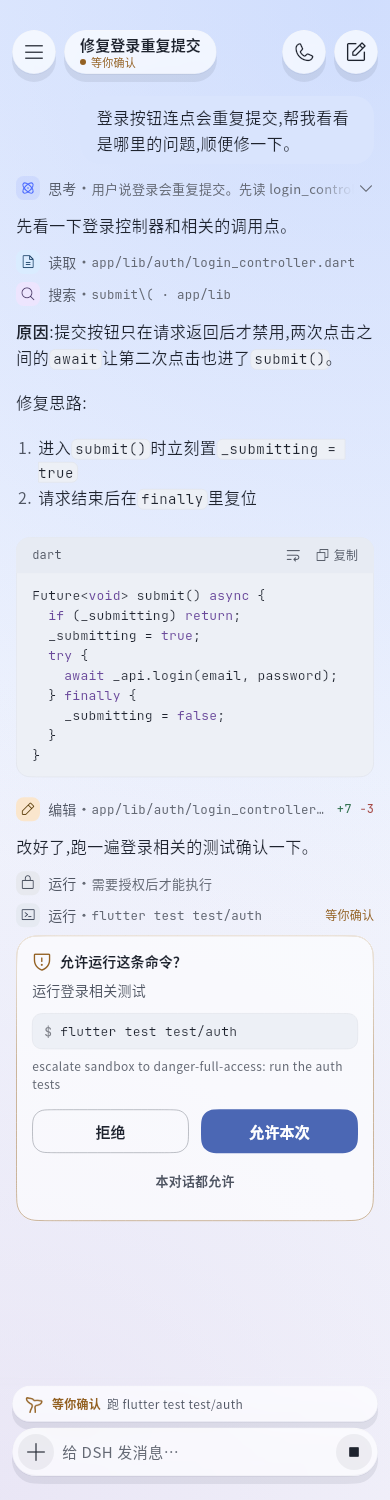 修复登录重复提交
等你确认
登录按钮连点会重复提交,帮我看看
是哪里的问题,顺便修一下。
思考·用户说登录会重复提交。先读 login_contro
先看一下登录控制器和相关的调用点。
读取·app/lib/auth/login_controller.dart
搜索·submit\( · app/lib
原因:提交按钮只在请求返回后才禁用,两次点击之
间的 await 让第二次点击也进了 submit()。
修复思路:
1. 进入 submit() 时立刻置 _submitting =
true
2. 请求结束后在 finally 里复位
dart 复制
Future<void> submit() async {
if (_submitting) return;
_submitting = true;
try {
await _api.login(email, password);
} finally {
_submitting = false;
}
}
编辑·app/lib/auth/login_controller… +7 -3
改好了,跑一遍登录相关的测试确认一下。
运行·需要授权后才能执行
运行·flutter test test/auth 等你确认
允许运行这条命令?
运行登录相关测试
$ flutter test test/auth
escalate sandbox to danger-full-access: run the auth
tests
拒绝 允许本次
本对话都允许
等你确认 跑 flutter test test/auth
给 DSH 发消息…